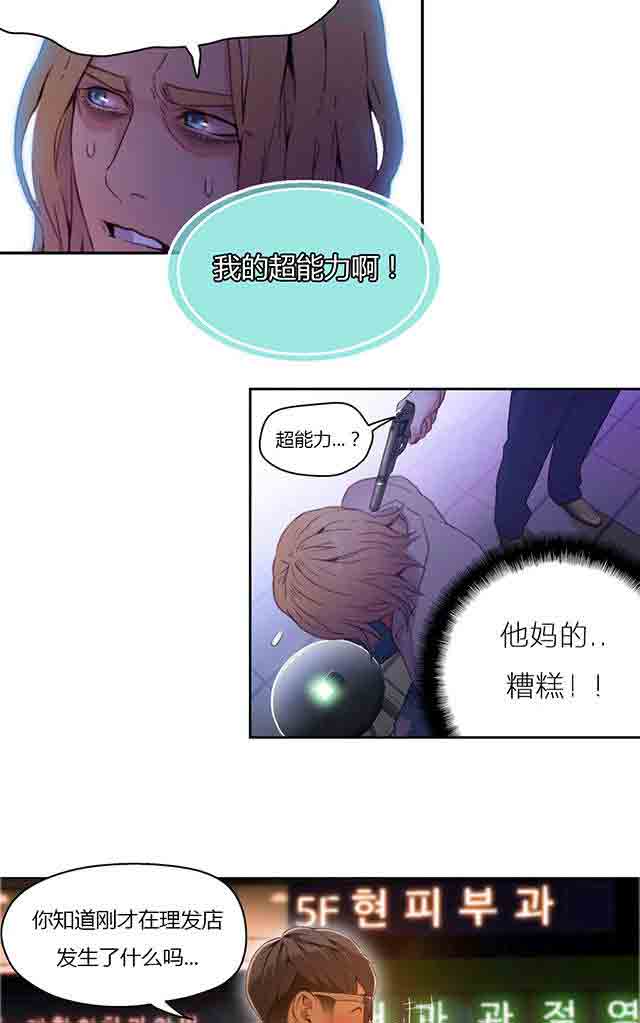 我的超能力啊！
超能力...？
他妈的..
糟糕！！
你知道刚才在理发店
发生了什么吗...
5F 현피부과